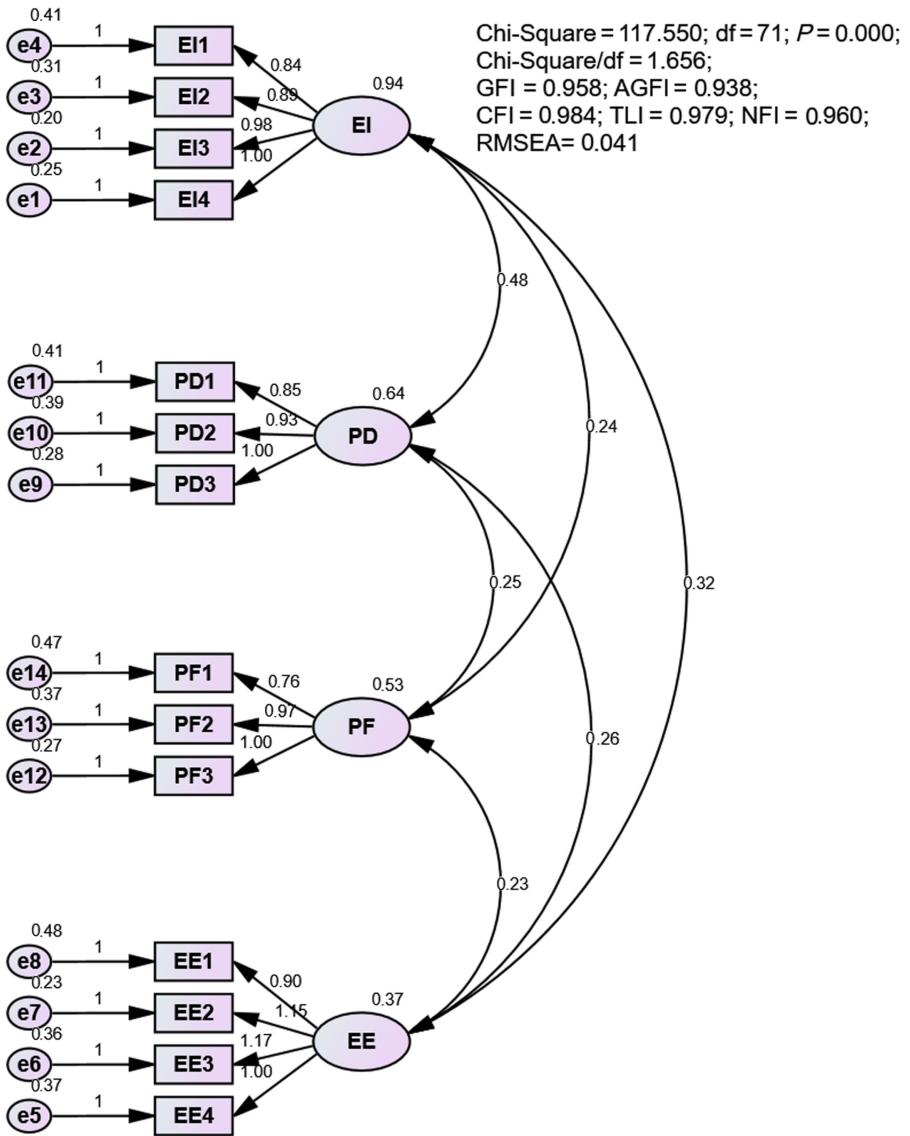 Chi-Square = 117.550; df = 71; P = 0.000;
Chi-Square/df = 1.656;
GFI = 0.958; AGFI = 0.938;
CFI = 0.984; TLI = 0.979; NFI = 0.960;
RMSEA= 0.041
0.41
e4 1 EI1
0.84
0.31
e3 1 EI2
0.89
0.94
EI
0.20
e2 1 EI3
0.98
0.25
e1 1 EI4
1.00
0.48
0.41
e11 1 PD1
0.85
0.39
e10 1 PD2
0.93
0.64
PD
0.28
e9 1 PD3
1.00
0.24
0.25
0.32
0.47
e14 1 PF1
0.76
0.37
e13 1 PF2
0.97
0.53
PF
0.27
e12 1 PF3
1.00
0.26
0.23
0.48
e8 1 EE1
0.90
0.23
e7 1 EE2
1.15
0.37
EE
0.36
e6 1 EE3
1.17
0.37
e5 1 EE4
1.00